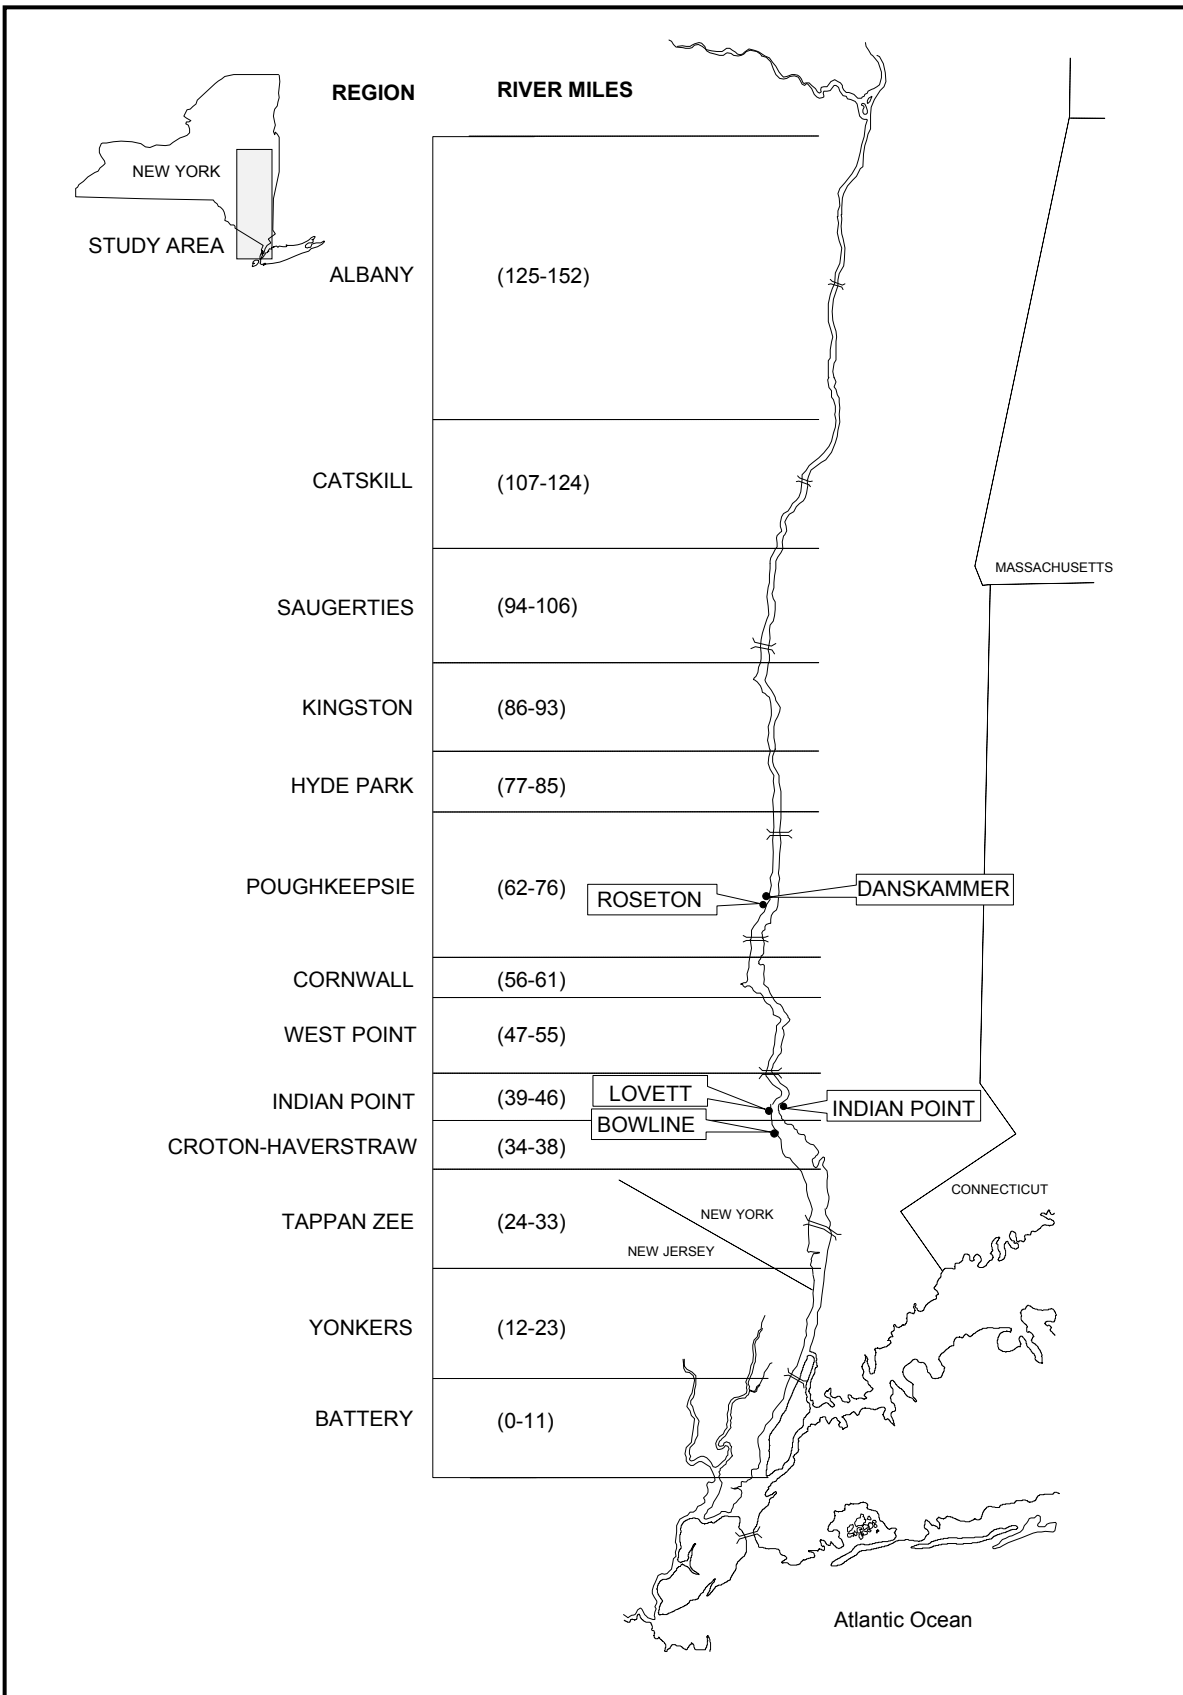 REGION RIVER MILES
NEW YORK
STUDY AREA
ALBANY (125-152)
CATSKILL (107-124)
MASSACHUSETTS
SAUGERTIES (94-106)
KINGSTON (86-93)
HYDE PARK (77-85)
POUGHKEEPSIE (62-76)
ROSETON DANSKAMMER
CORNWALL (56-61)
WEST POINT (47-55)
INDIAN POINT (39-46) LOVETT INDIAN POINT
BOWLINE
CROTON-HAVERSTRAW (34-38)
CONNECTICUT
TAPPAN ZEE (24-33) NEW YORK
NEW JERSEY
YONKERS (12-23)
BATTERY (0-11)
Atlantic Ocean